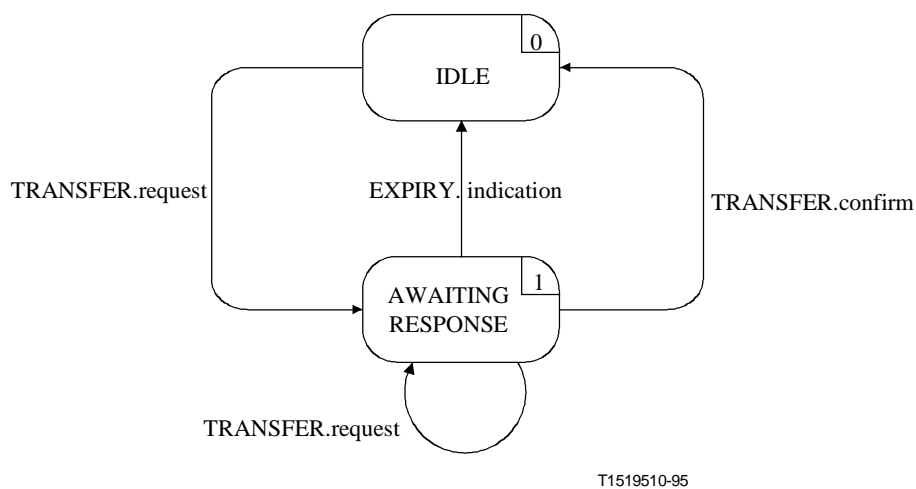 0
IDLE
TRANSFER.request
EXPIRY. indication
TRANSFER.confirm
1
AWAITING
RESPONSE
TRANSFER.request
T1519510-95